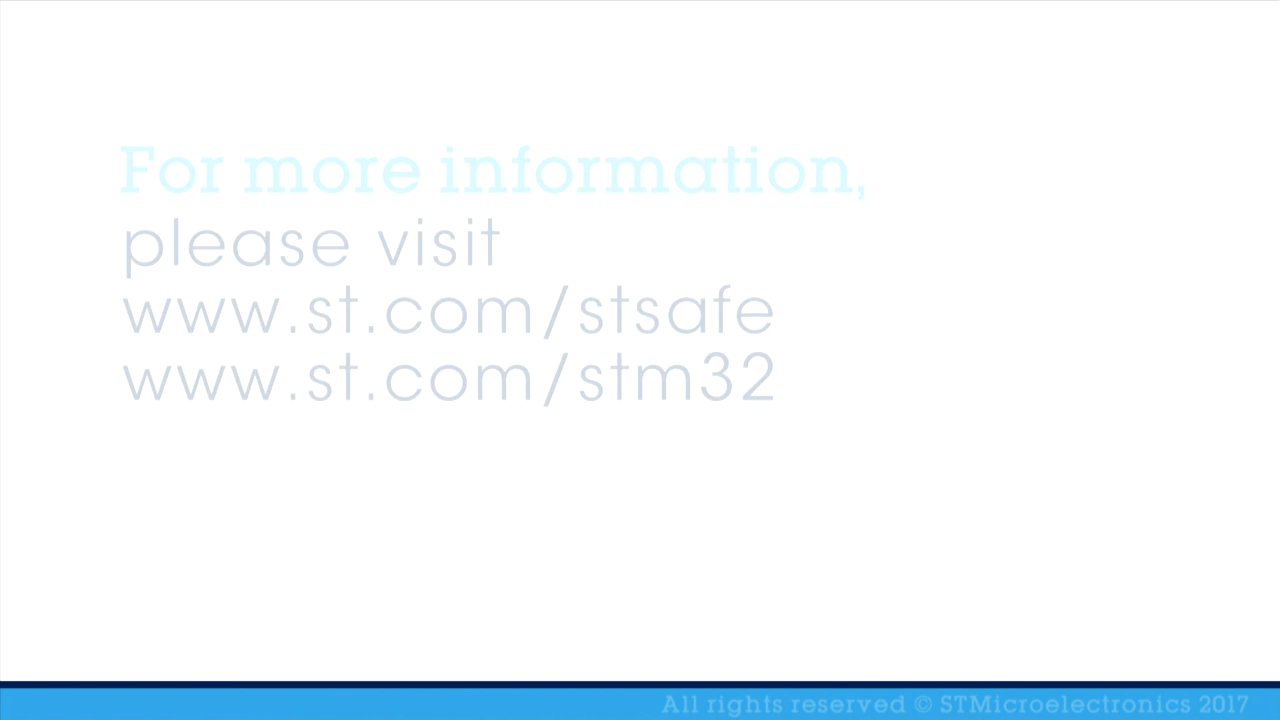 For more information,
please visit
www.st.com/stsafe
www.st.com/stm32
All rights reserved © STMicroelectronics 2017